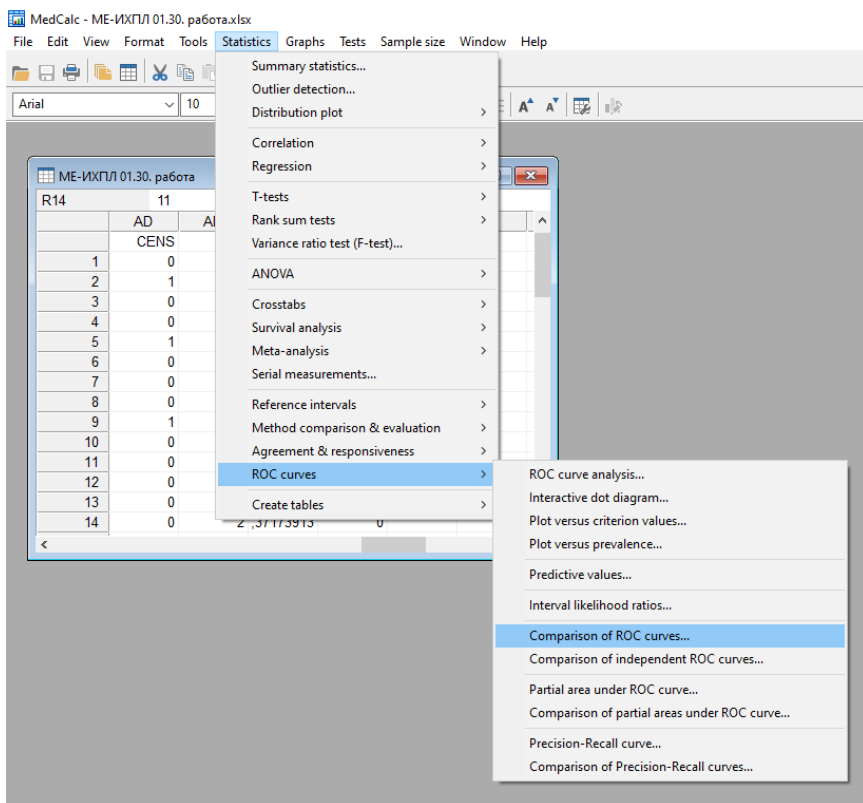 MedCalc - МЕ-ИХПЛ 01.30. работа.xlsx
File Edit View Format Tools Statistics Graphs Tests Sample size Window Help
Arial 10
Summary statistics...
Outlier detection...
Distribution plot
Correlation
Regression
T-tests
Rank sum tests
Variance ratio test (F-test)...
ANOVA
Crosstabs
Survival analysis
Meta-analysis
Serial measurements...
Reference intervals
Method comparison & evaluation
Agreement & responsiveness
ROC curves
Create tables
МЕ-ИХПЛ 01.30. работа
R14 11
AD
CENS
1 0
2 1
3 0
4 0
5 1
6 0
7 0
8 0
9 1
10 0
11 0
12 0
13 0
14 0 2 ,37173913 0
ROC curve analysis...
Interactive dot diagram...
Plot versus criterion values...
Plot versus prevalence...
Predictive values...
Interval likelihood ratios...
Comparison of ROC curves...
Comparison of independent ROC curves...
Partial area under ROC curve...
Comparison of partial areas under ROC curve...
Precision-Recall curve...
Comparison of Precision-Recall curves...